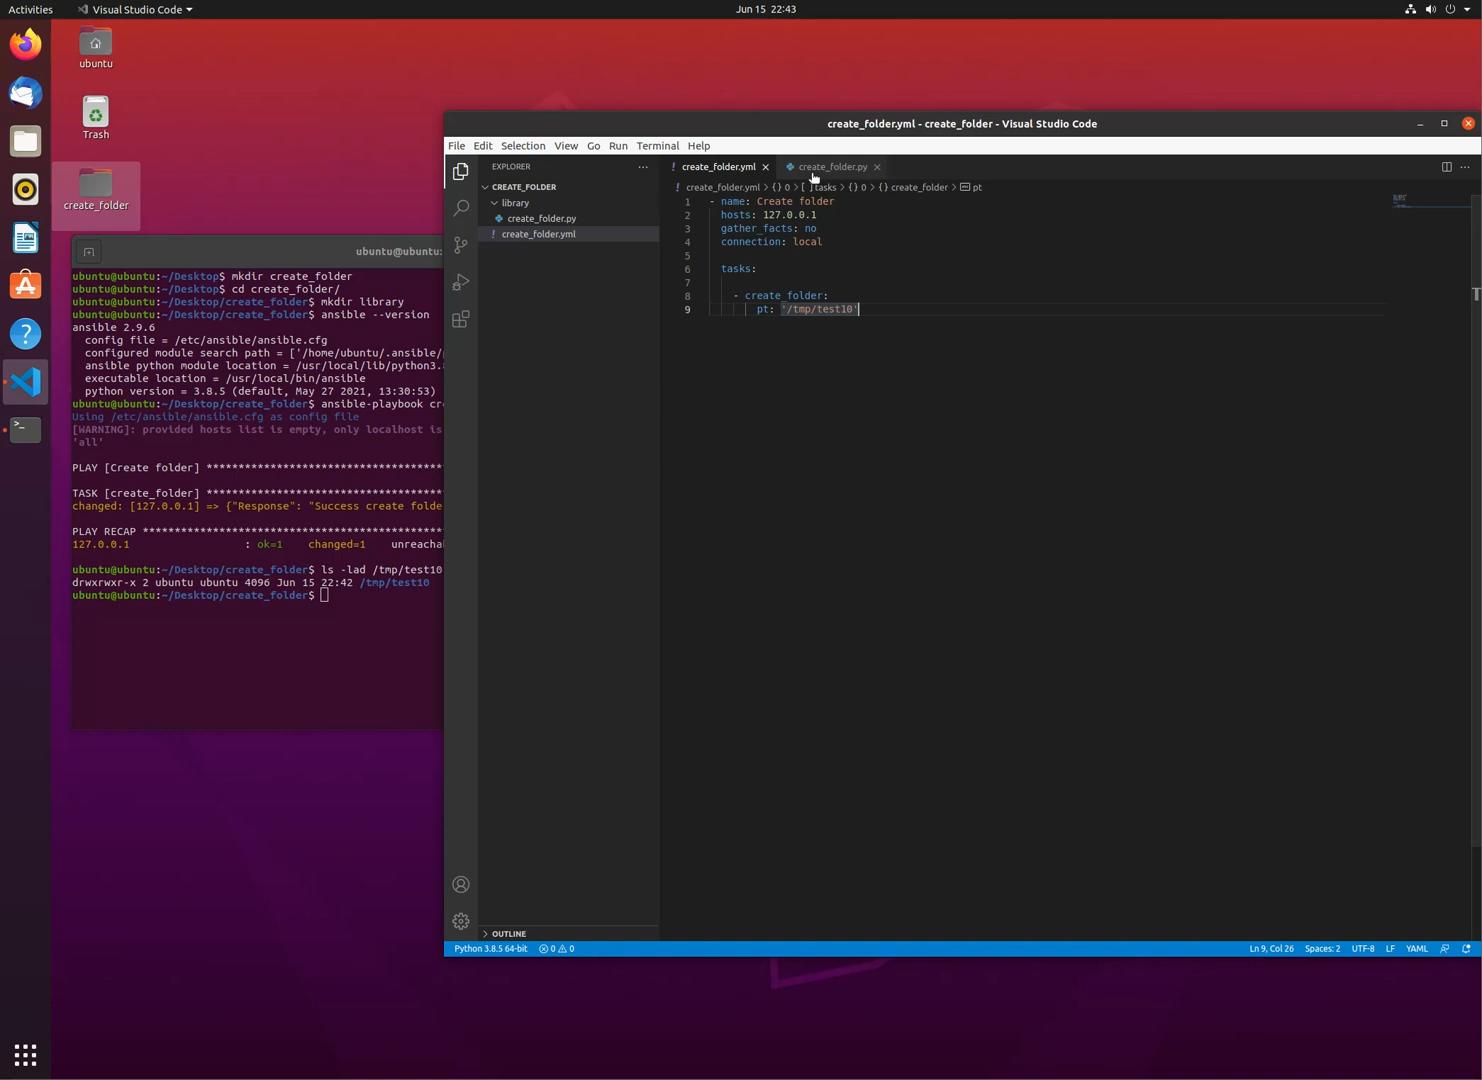 Activities
Visual Studio Code
Jun 15 22:43
ubuntu
Trash
create_folder
ubuntu@ubuntu:
ubuntu@ubuntu:~/Desktop$ mkdir create_folder
ubuntu@ubuntu:~/Desktop$ cd create_folder/
ubuntu@ubuntu:~/Desktop/create_folder$ mkdir library
ubuntu@ubuntu:~/Desktop/create_folder$ ansible --version
ansible 2.9.6
config file = /etc/ansible/ansible.cfg
configured module search path = ['/home/ubuntu/.ansible/
ansible python module location = /usr/local/lib/python3.
executable location = /usr/local/bin/ansible
python version = 3.8.5 (default, May 27 2021, 13:30:53)
ubuntu@ubuntu:~/Desktop/create_folder$ ansible-playbook cr
Using /etc/ansible/ansible.cfg as config file
[WARNING]: provided hosts list is empty, only localhost is
'all'
PLAY [Create folder] *************************************
TASK [create_folder] *************************************
changed: [127.0.0.1] => {"Response": "Success create folde
PLAY RECAP ***********************************************
127.0.0.1 : ok=1 changed=1 unreacha
ubuntu@ubuntu:~/Desktop/create_folder$ ls -lad /tmp/test10
drwxrwxr-x 2 ubuntu ubuntu 4096 Jun 15 22:42 /tmp/test10
ubuntu@ubuntu:~/Desktop/create_folder$
create_folder.yml - create_folder - Visual Studio Code
File Edit Selection View Go Run Terminal Help
EXPLORER
CREATE_FOLDER
library
create_folder.py
! create_folder.yml
OUTLINE
! create_folder.yml
create_folder.py
! create_folder.yml > {} 0 > [ ] tasks > {} 0 > {} create_folder > pt
1 - name: Create folder
2 hosts: 127.0.0.1
3 gather_facts: no
4 connection: local
5
6 tasks:
7
8 - create_folder:
9 pt: '/tmp/test10'
Python 3.8.5 64-bit 0 0
Ln 9, Col 26 Spaces: 2 UTF-8 LF YAML